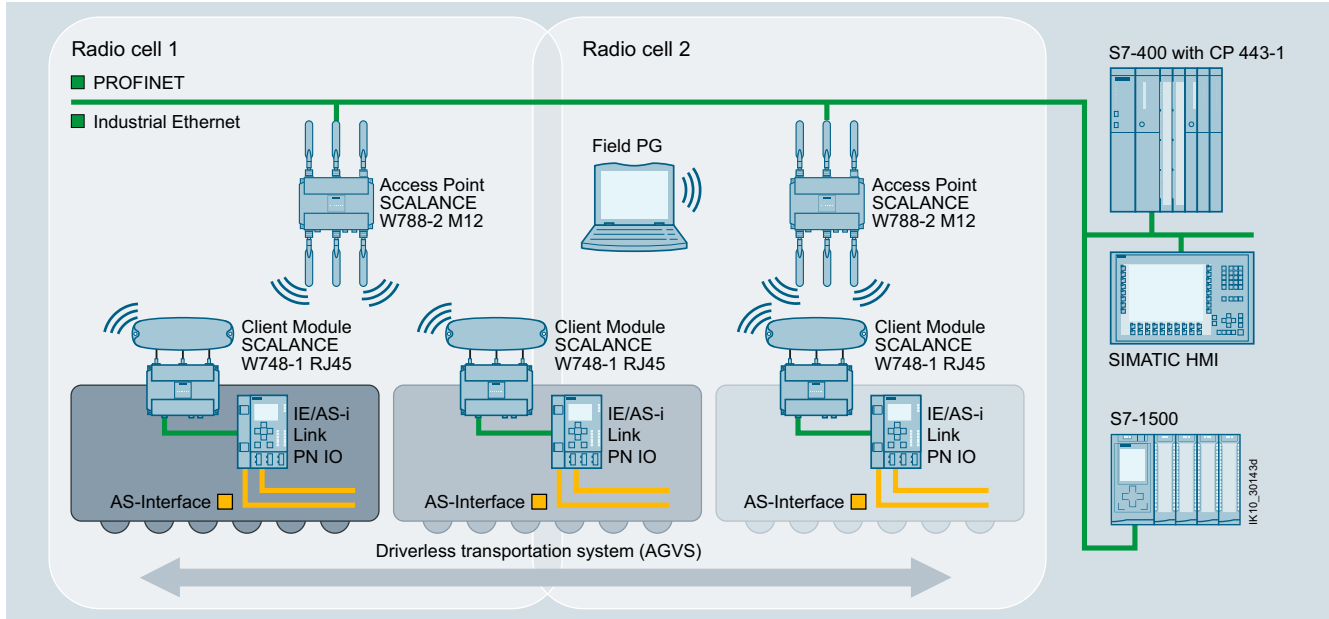 Radio cell 1
PROFINET
Industrial Ethernet
Radio cell 2
S7-400 with CP 443-1
Access Point
SCALANCE
W788-2 M12
Field PG
Access Point
SCALANCE
W788-2 M12
SIMATIC HMI
Client Module
SCALANCE
W748-1 RJ45
IE/AS-i
Link
PN IO
AS-Interface
Client Module
SCALANCE
W748-1 RJ45
IE/AS-i
Link
PN IO
AS-Interface
Client Module
SCALANCE
W748-1 RJ45
IE/AS-i
Link
PN IO
AS-Interface
S7-1500
IK10_30143d
Driverless transportation system (AGVS)